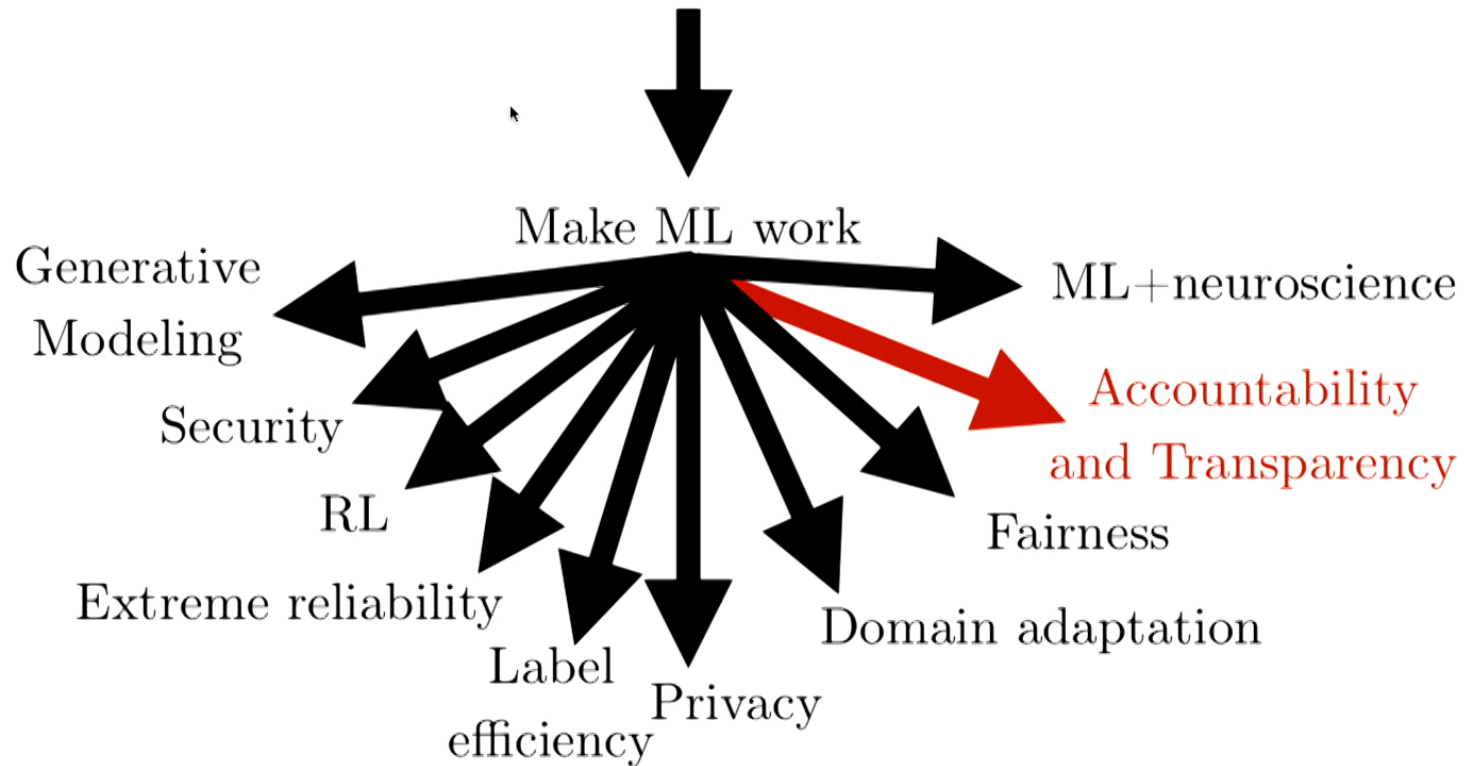 Make ML work
Generative
Modeling
Security
RL
Extreme reliability
Label
efficiency
Privacy
Domain adaptation
Fairness
Accountability
and Transparency
ML+neuroscience